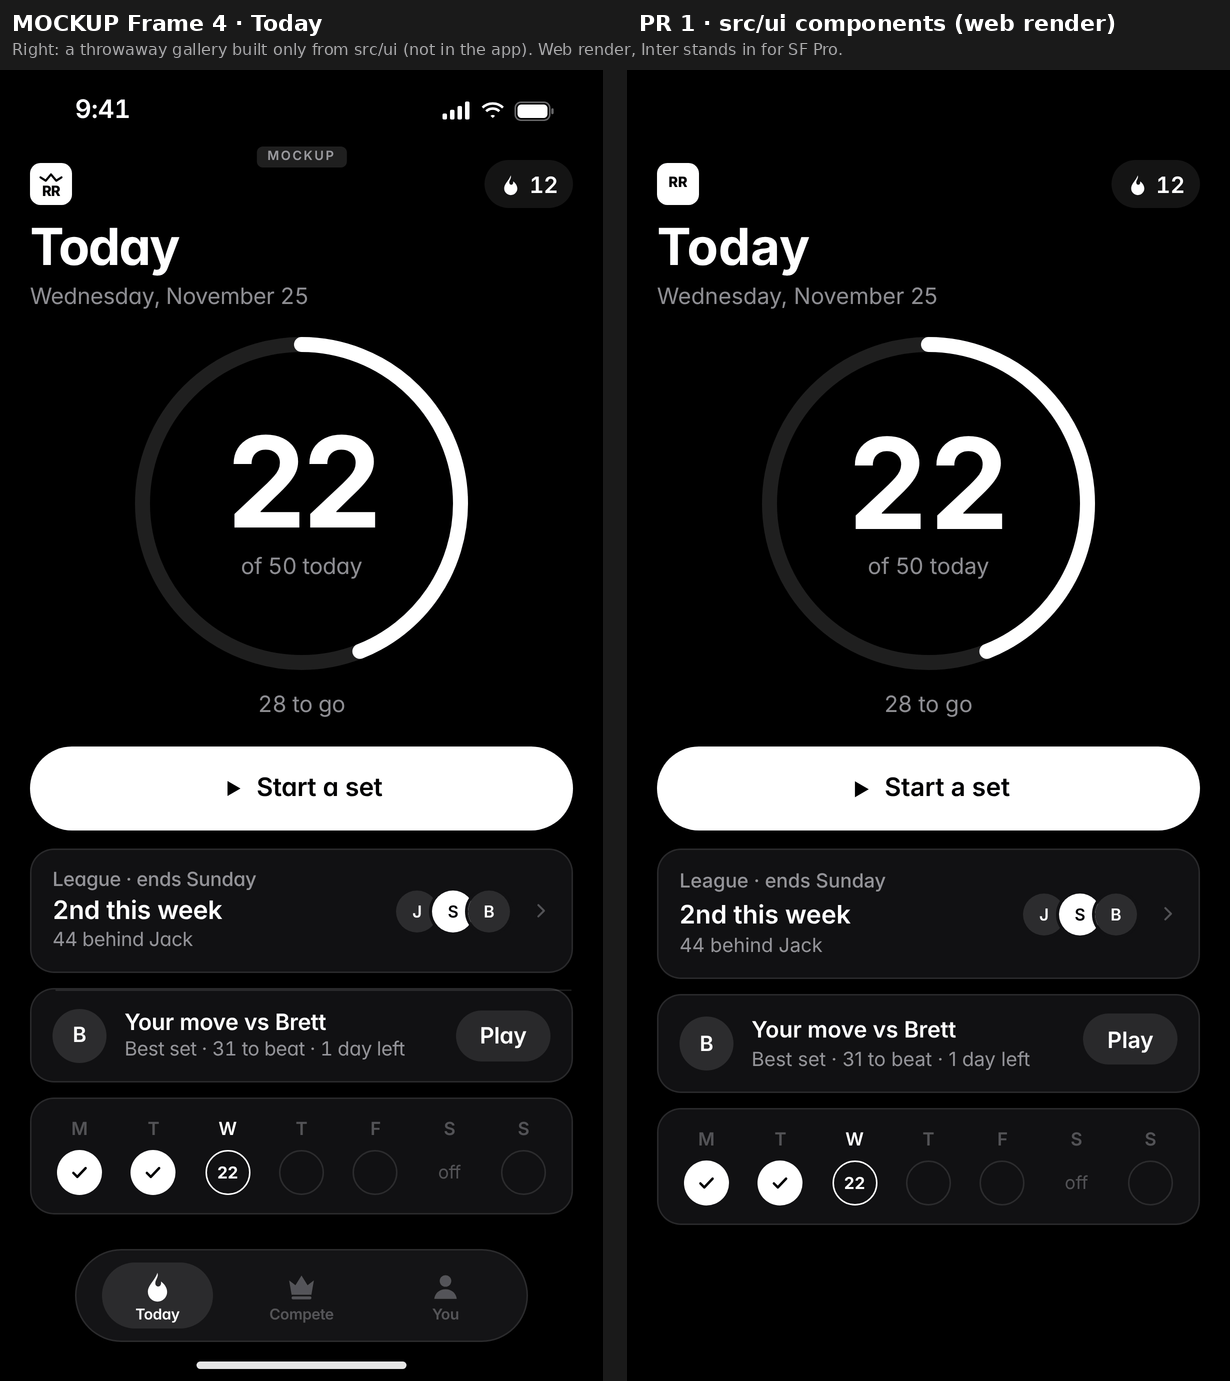 MOCKUP Frame 4 · Today
PR 1 · src/ui components (web render)
Right: a throwaway gallery built only from src/ui (not in the app). Web render, Inter stands in for SF Pro.
9:41
MOCKUP
RR
12
Today
Wednesday, November 25
22
of 50 today
28 to go
Start a set
League · ends Sunday
2nd this week
44 behind Jack
J S B
B
Your move vs Brett
Best set · 31 to beat · 1 day left
Play
M T W T F S S
22 off
Today Compete You
RR
12
Today
Wednesday, November 25
22
of 50 today
28 to go
Start a set
League · ends Sunday
2nd this week
44 behind Jack
J S B
B
Your move vs Brett
Best set · 31 to beat · 1 day left
Play
M T W T F S S
22 off